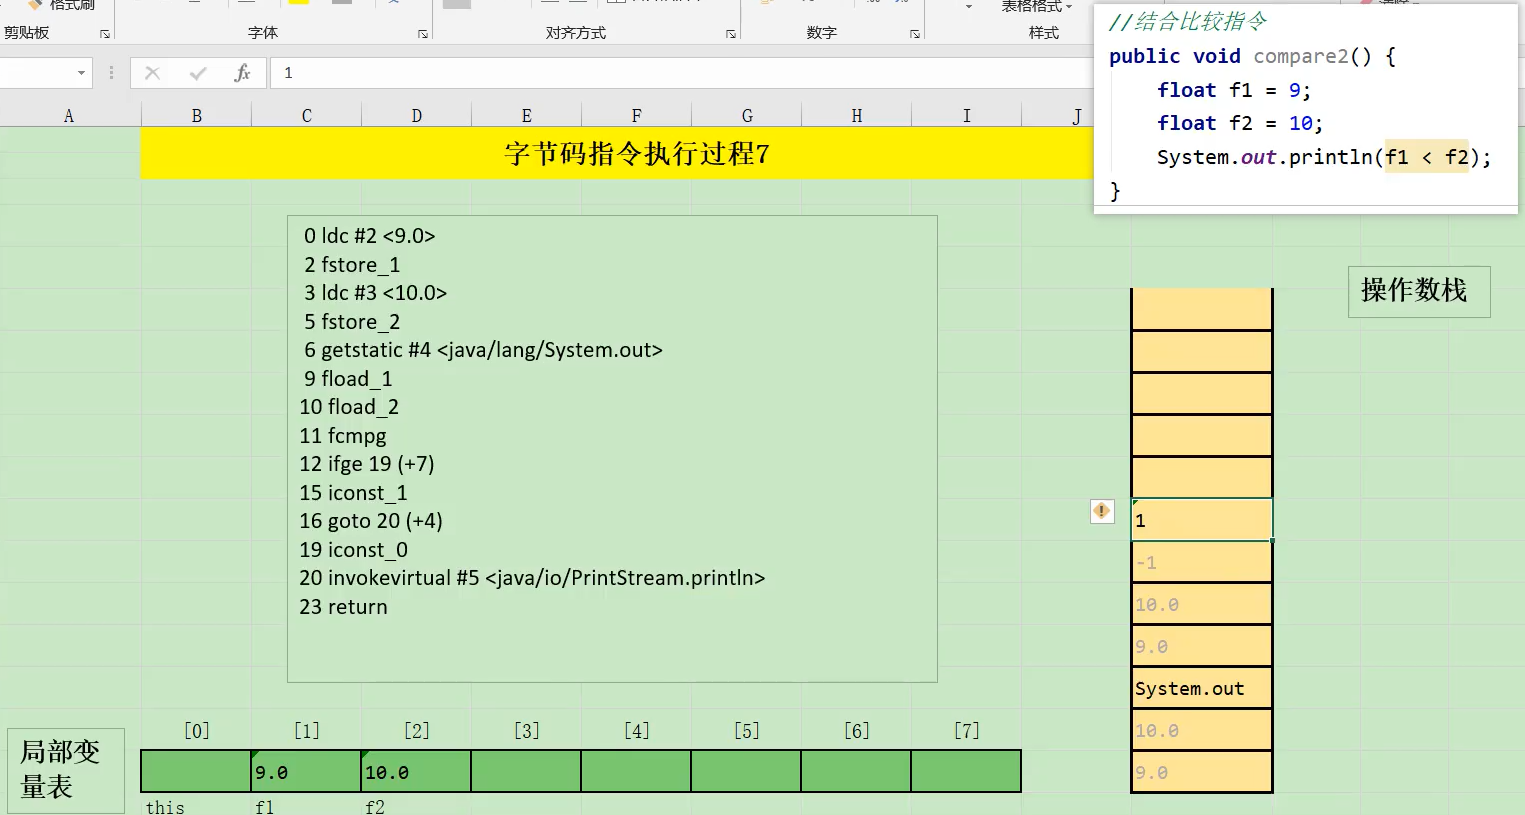 格式刷
表格格式
剪贴板
字体
对齐方式
数字
样式
fx
1
A B C D E F G H I J
字节码指令执行过程7
//结合比较指令
public void compare2() {
float f1 = 9;
float f2 = 10;
System.out.println(f1 < f2);
}
0 ldc #2 <9.0>
2 fstore_1
3 ldc #3 <10.0>
5 fstore_2
6 getstatic #4 <java/lang/System.out>
9 fload_1
10 fload_2
11 fcmpg
12 ifge 19 (+7)
15 iconst_1
16 goto 20 (+4)
19 iconst_0
20 invokevirtual #5 <java/io/PrintStream.println>
23 return
操作数栈
1
-1
10.0
9.0
System.out
10.0
9.0
[0] [1] [2] [3] [4] [5] [6] [7]
局部变
量表
9.0 10.0
this f1 f2